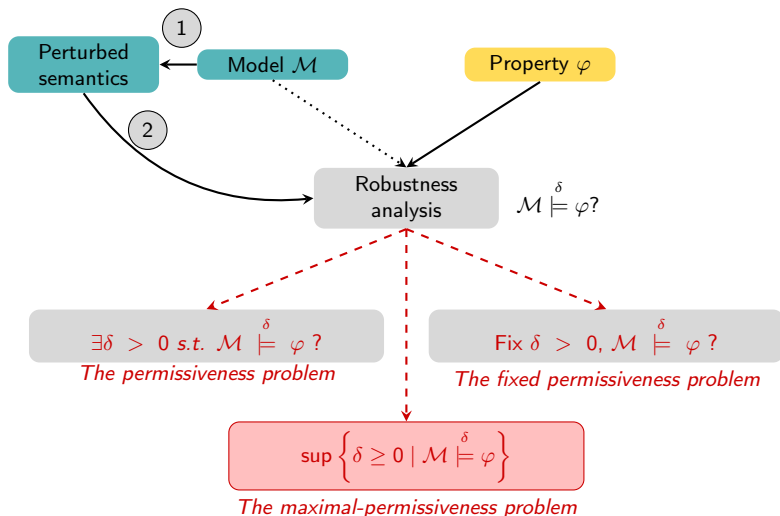 1
Perturbed
semantics
Model ℳ
Property φ
2
Robustness
analysis
ℳ ⊨^δ φ?
∃δ > 0 s.t. ℳ ⊨^δ φ ?
The permissiveness problem
Fix δ > 0, ℳ ⊨^δ φ ?
The fixed permissiveness problem
sup {δ ≥ 0 | ℳ ⊨^δ φ}
The maximal-permissiveness problem